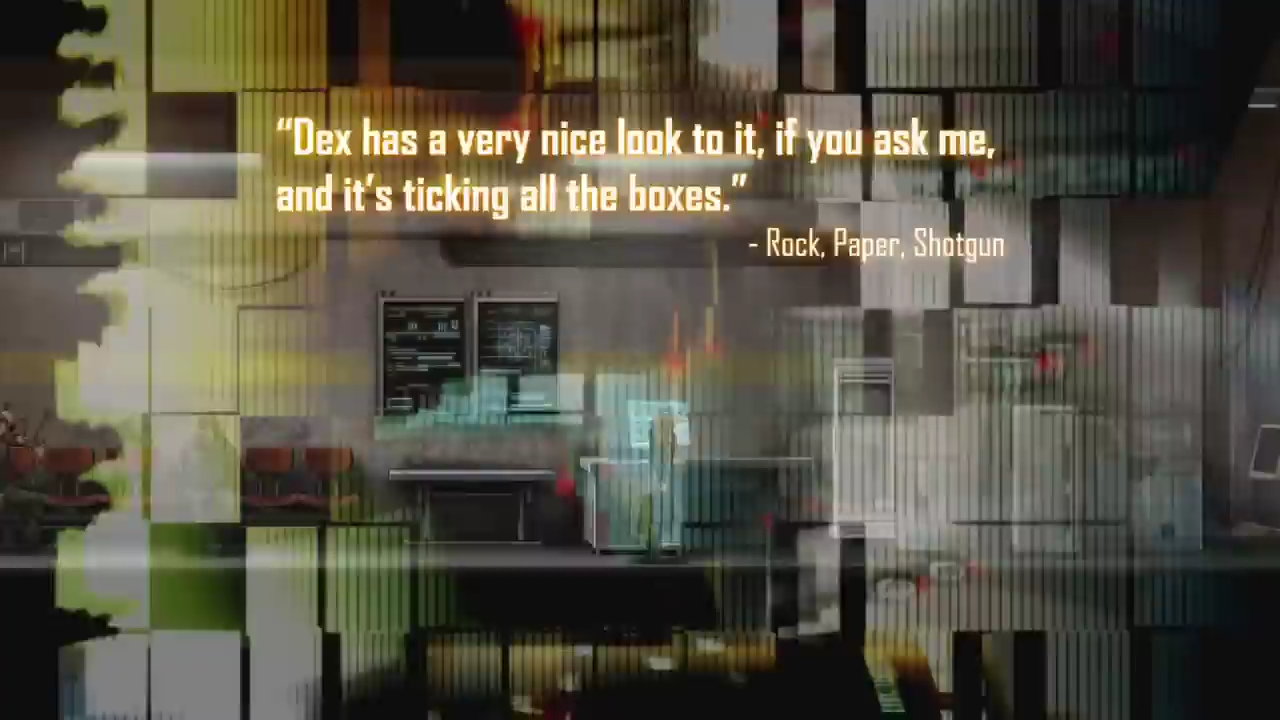 “Dex has a very nice look to it, if you ask me,
and it’s ticking all the boxes.”
- Rock, Paper, Shotgun